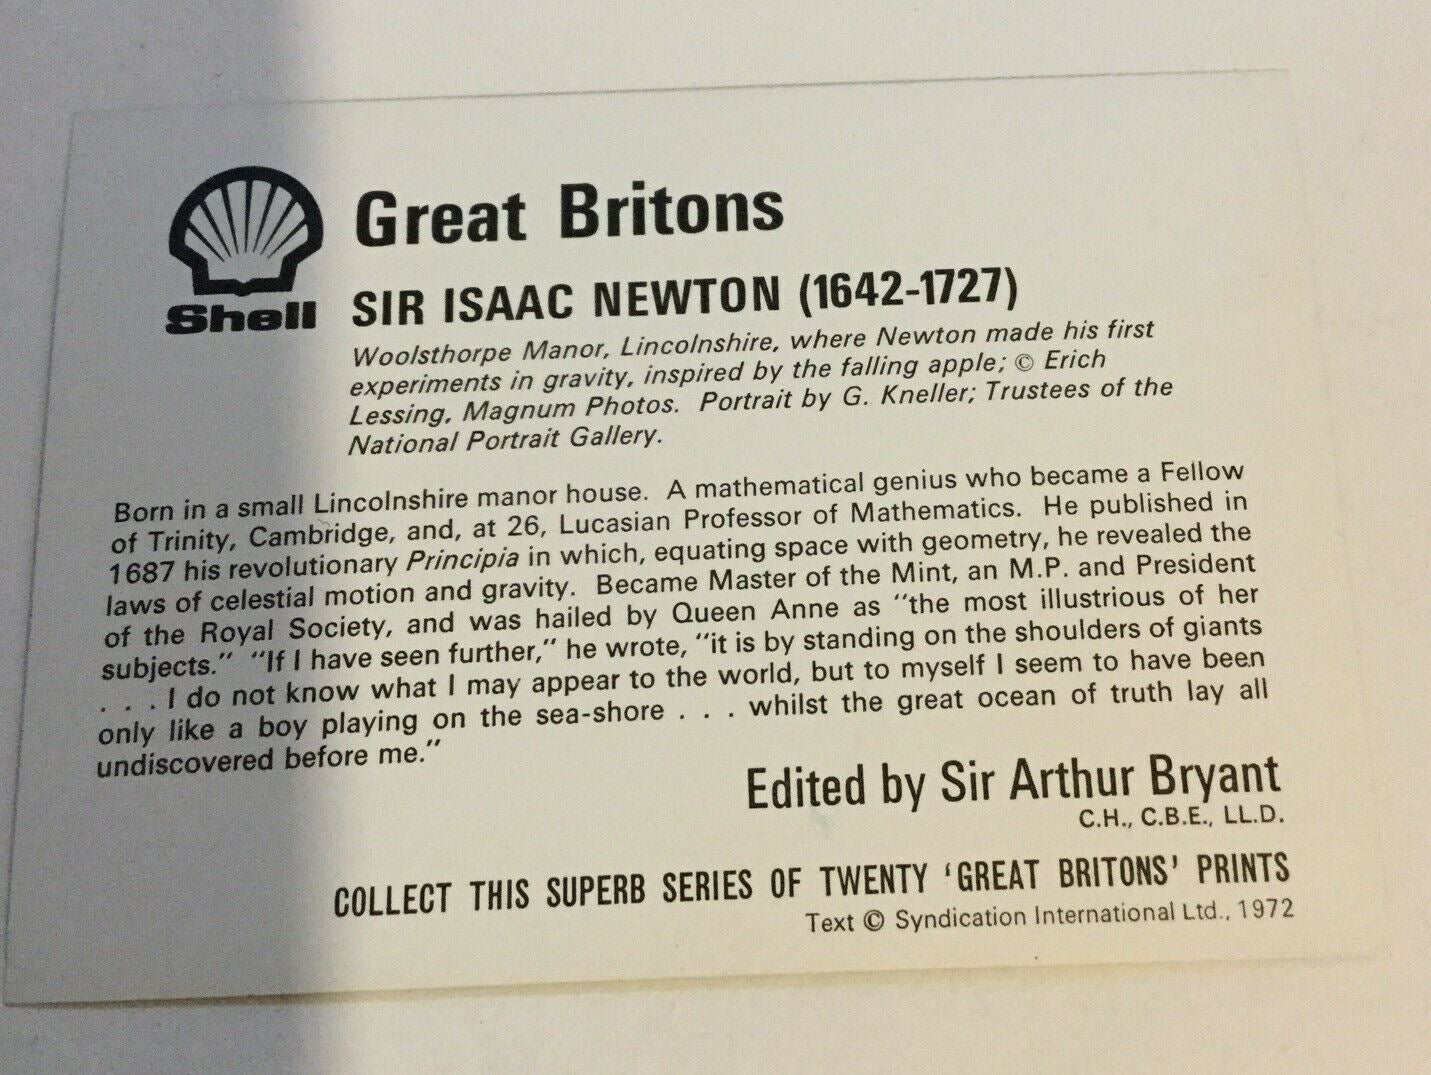 Great Britons
Shell
SIR ISAAC NEWTON (1642-1727)
Woolsthorpe Manor, Lincolnshire, where Newton made his first
experiments in gravity, inspired by the falling apple; © Erich
Lessing, Magnum Photos. Portrait by G. Kneller; Trustees of the
National Portrait Gallery.
Born in a small Lincolnshire manor house. A mathematical genius who became a Fellow
of Trinity, Cambridge, and, at 26, Lucasian Professor of Mathematics. He published in
1687 his revolutionary Principia in which, equating space with geometry, he revealed the
laws of celestial motion and gravity. Became Master of the Mint, an M.P. and President
of the Royal Society, and was hailed by Queen Anne as "the most illustrious of her
subjects." "If I have seen further," he wrote, "it is by standing on the shoulders of giants
. . . I do not know what I may appear to the world, but to myself I seem to have been
only like a boy playing on the sea-shore . . . whilst the great ocean of truth lay all
undiscovered before me."
Edited by Sir Arthur Bryant
C.H., C.B.E., LL.D.
COLLECT THIS SUPERB SERIES OF TWENTY 'GREAT BRITONS' PRINTS
Text © Syndication International Ltd., 1972